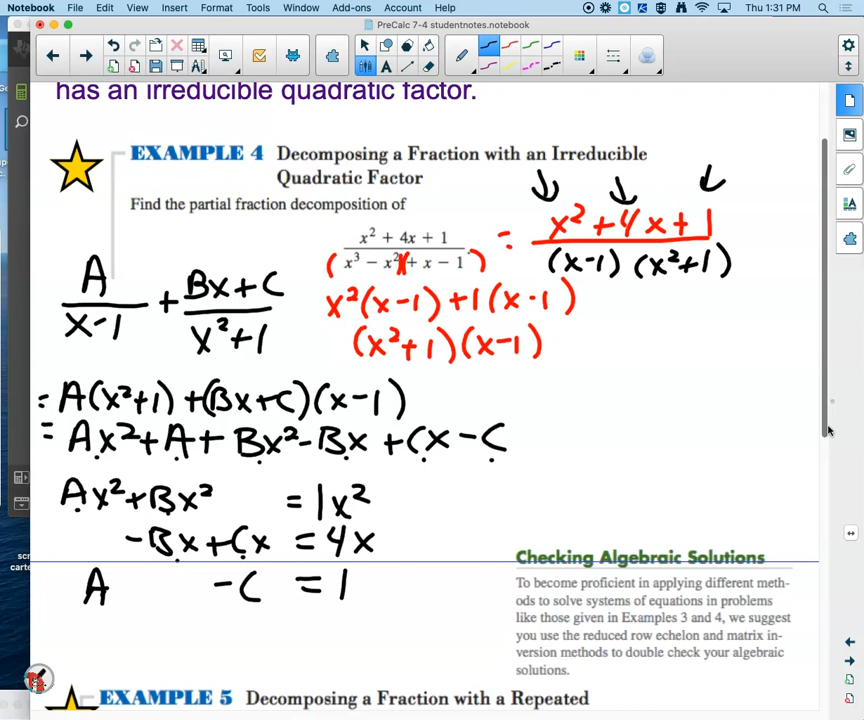 Notebook File Edit View Insert Format Tools Window Add-ons Account Help Thu 1:31 PM
PreCalc 7-4 studentnotes.notebook
has an irreducible quadratic factor.
EXAMPLE 4 Decomposing a Fraction with an Irreducible
Quadratic Factor
Find the partial fraction decomposition of
x² + 4x + 1
x³ − x² + x − 1
= x² + 4x + 1
(x-1) (x²+1)
A/x-1 + Bx+C/x²+1
x²(x-1) + 1(x-1)
(x²+1)(x-1)
= A(x²+1) + (Bx+C)(x-1)
= Ax² + A + Bx² - Bx + Cx - C
Ax² + Bx² = 1x²
-Bx + Cx = 4x
A - C = 1
Checking Algebraic Solutions
To become proficient in applying different meth-
ods to solve systems of equations in problems
like those given in Examples 3 and 4, we suggest
you use the reduced row echelon and matrix in-
version methods to double check your algebraic
solutions.
EXAMPLE 5 Decomposing a Fraction with a Repeated